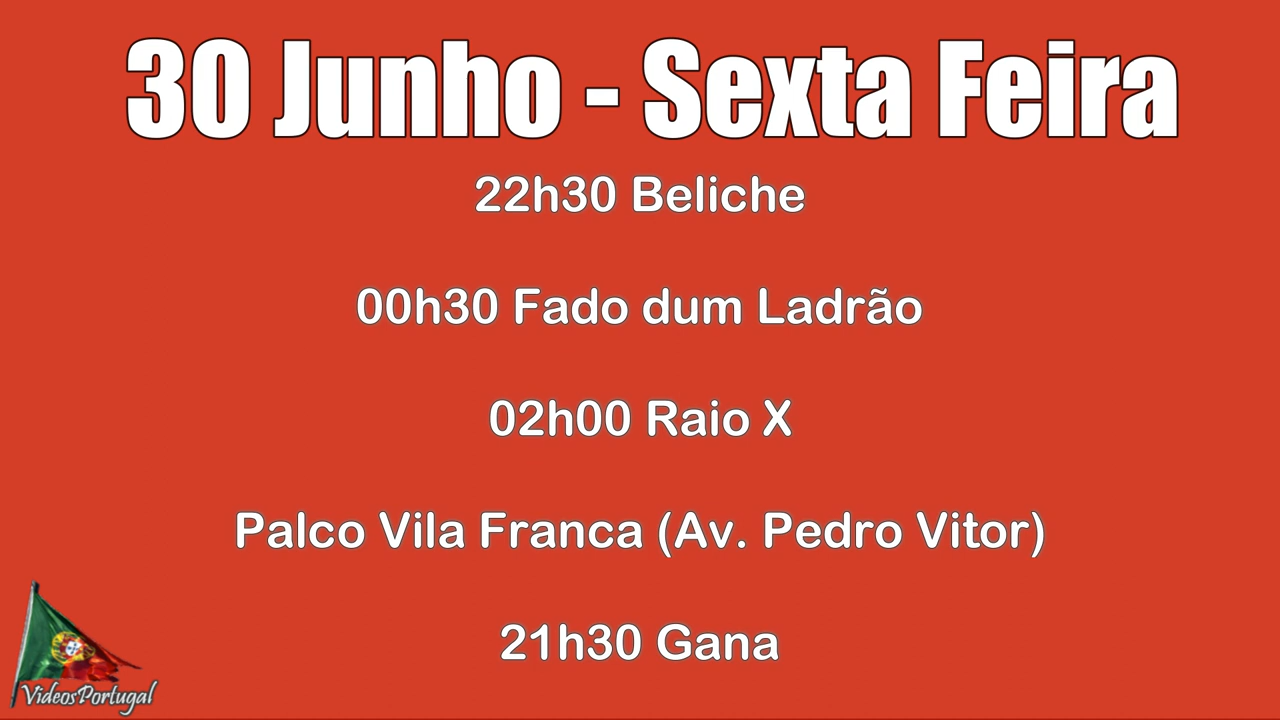 30 Junho - Sexta Feira
22h30 Beliche
00h30 Fado dum Ladrão
02h00 Raio X
Palco Vila Franca (Av. Pedro Vitor)
21h30 Gana
VideosPortugal